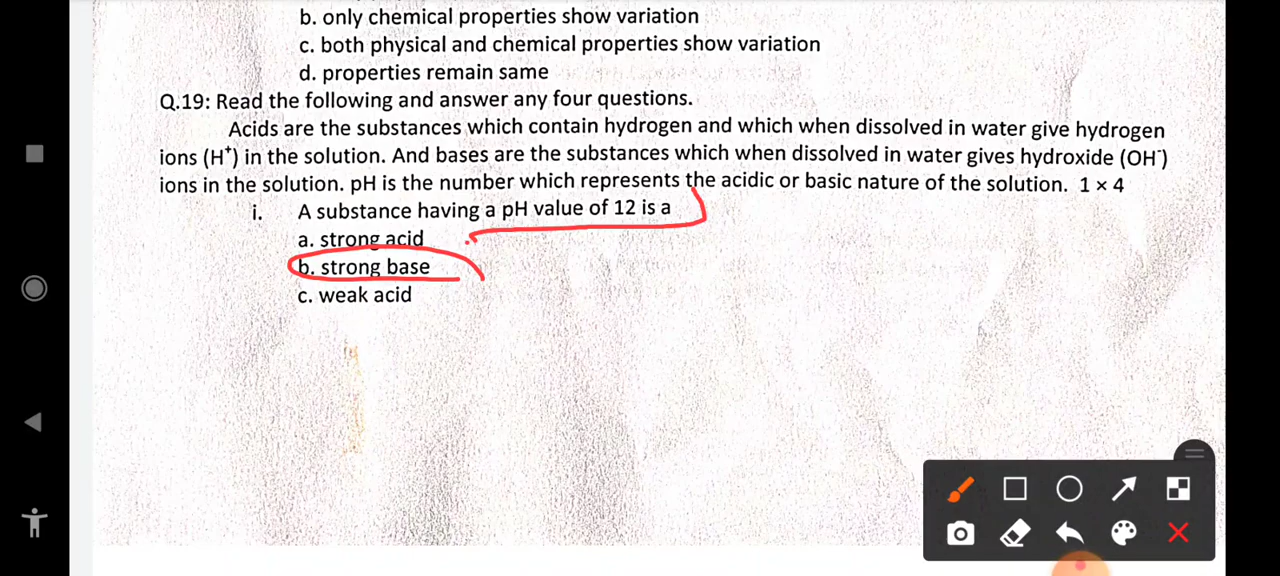 b. only chemical properties show variation
c. both physical and chemical properties show variation
d. properties remain same
Q.19: Read the following and answer any four questions.
Acids are the substances which contain hydrogen and which when dissolved in water give hydrogen
ions (H⁺) in the solution. And bases are the substances which when dissolved in water gives hydroxide (OH⁻)
ions in the solution. pH is the number which represents the acidic or basic nature of the solution. 1 × 4
i. A substance having a pH value of 12 is a
a. strong acid
b. strong base
c. weak acid